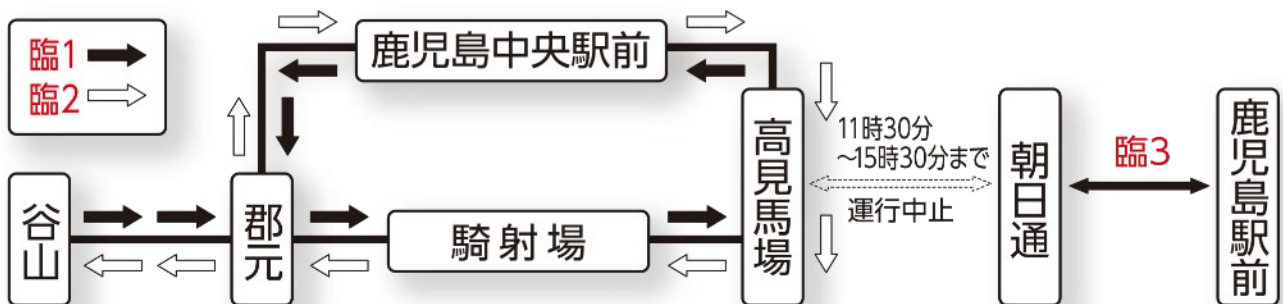 臨1
臨2
鹿児島中央駅前
谷山
郡元
騎射場
高見馬場
11時30分
～15時30分まで
運行中止
朝日通
臨3
鹿児島駅前